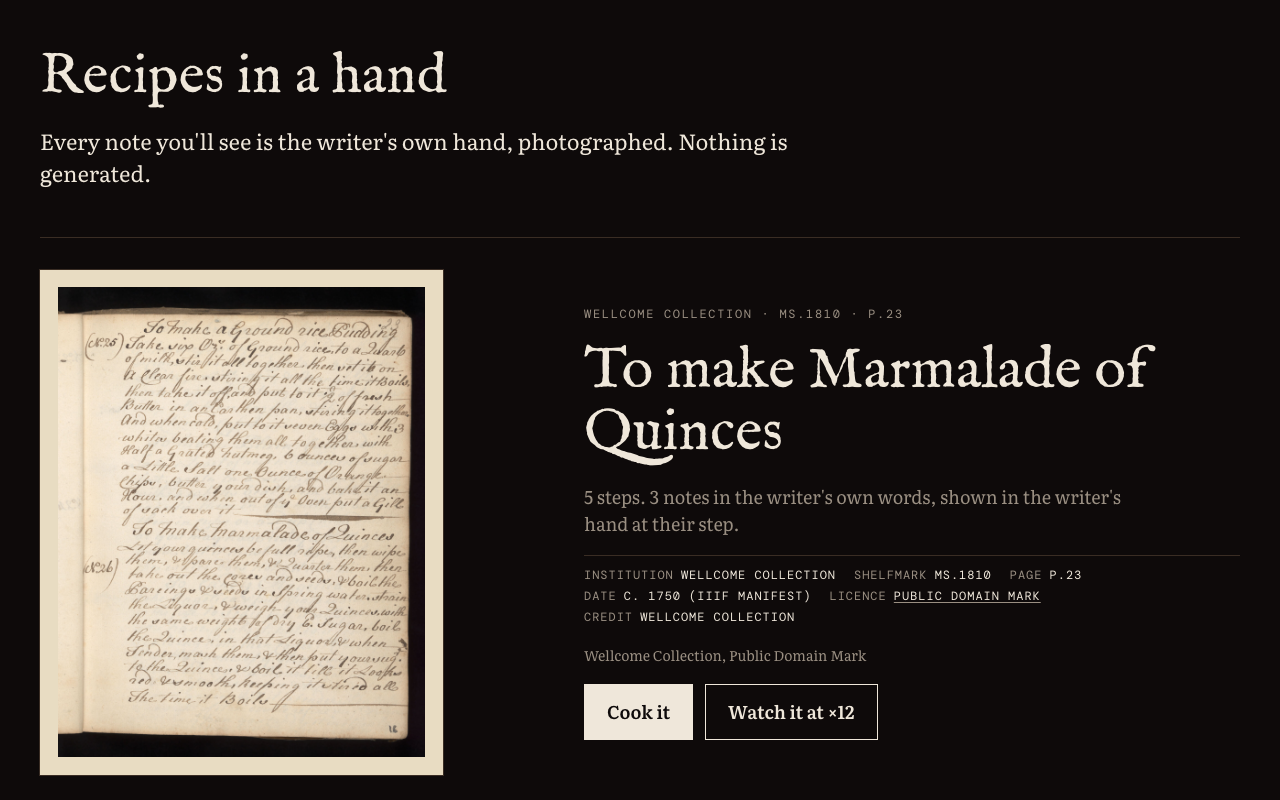 Recipes in a hand
Every note you'll see is the writer's own hand, photographed. Nothing is
generated.
To make a Ground rice Pudding
(No.25)
Take six Ozs. of Ground rice, to a Quart
of milk, stir it all together, then set it on
a Clear fire, stiring it all the time it Boils,
then take it off, and put to it of fresh
Butter in an Earthen pan, stiring it together
And when cold, put to it seven Eggs with 3
whites beating them all together, with
Half a Grated Nutmeg, 6 ounces of sugar
a Little Salt one Ounce of Orange
Chips, butter your dish, and bake it an
Hour, and when out of ye Oven put a Gill
of sack over it
To make marmalade of Quinces
(No.26)
Let your quinces be full ripe, then wipe
them, & pare them, & Quarter them, then
take out the cores and seeds, & boil the
Pareings & seeds in Spring water, strain
the Liquor, & weigh your Quinces, with
the same weight of dry L. Sugar, boil
the Quince, in that Liquor, & when
Tender, mash them, & then put your sugr.
to the Quince, & boil it till it Looks
red, & smooth, keeping it stired all
The time it Boils
18
WELLCOME COLLECTION · MS.1810 · P.23
To make Marmalade of
Quinces
5 steps. 3 notes in the writer's own words, shown in the writer's
hand at their step.
INSTITUTION WELLCOME COLLECTION SHELFMARK MS.1810 PAGE P.23
DATE C. 1750 (IIIF MANIFEST) LICENCE PUBLIC DOMAIN MARK
CREDIT WELLCOME COLLECTION
Wellcome Collection, Public Domain Mark
Cook it
Watch it at ×12